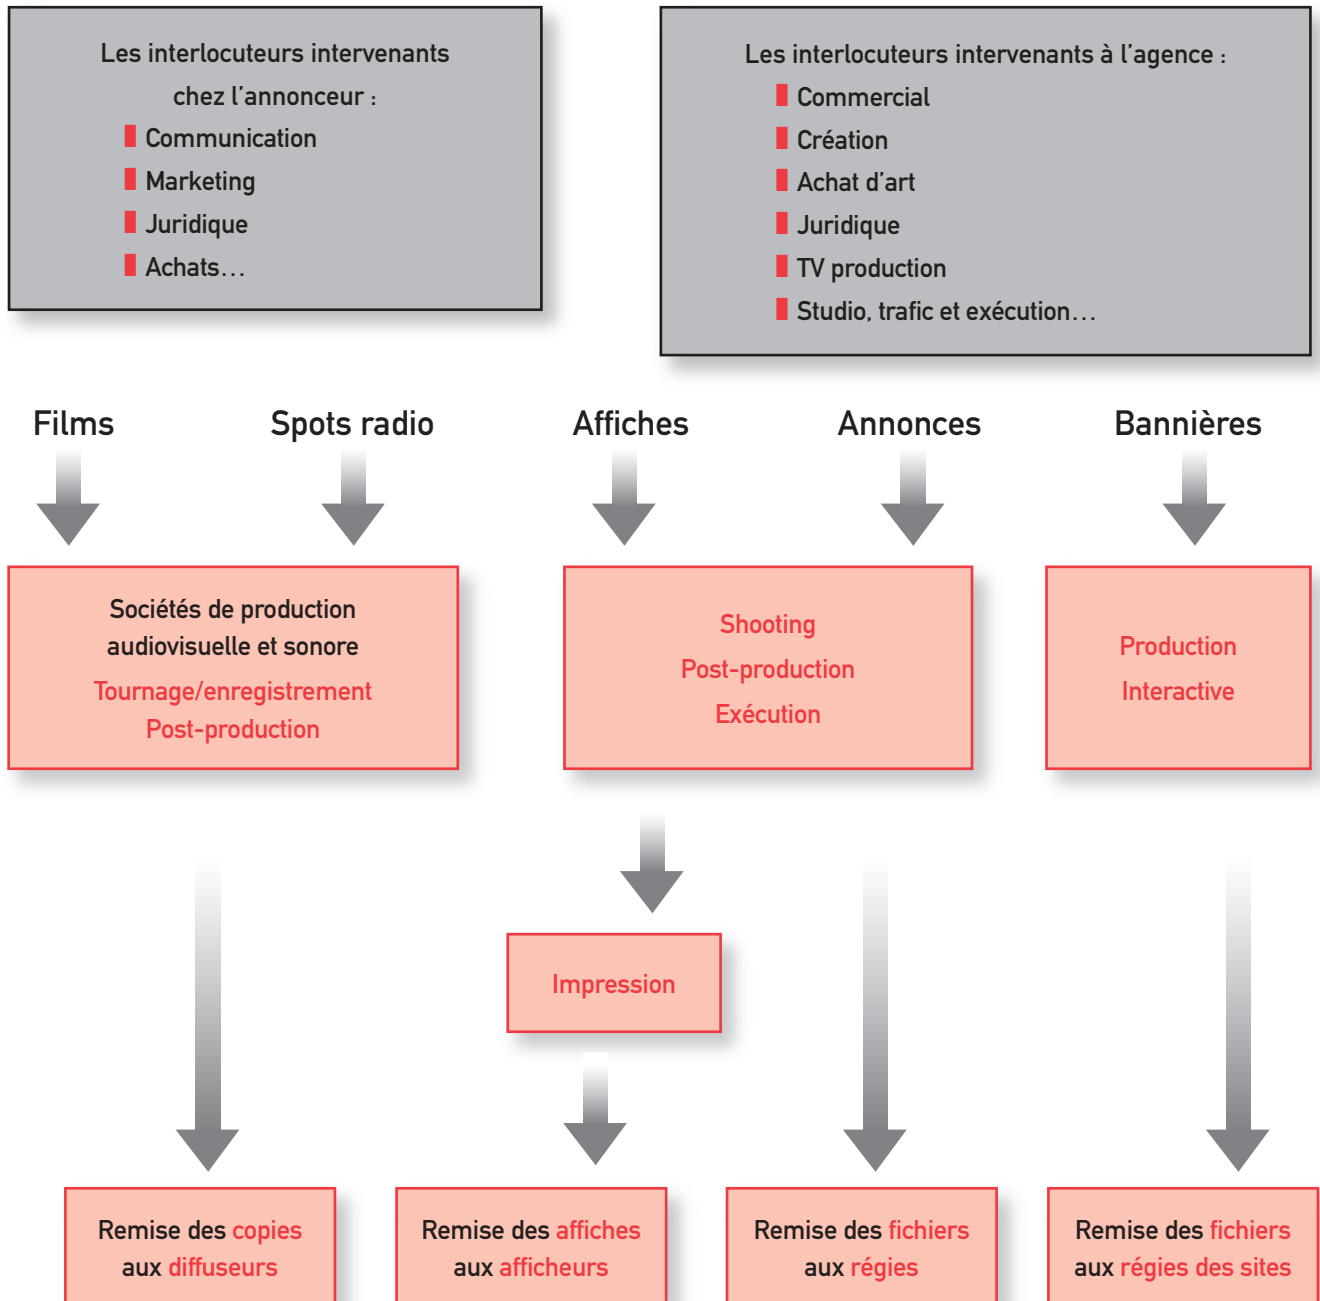 Les interlocuteurs intervenants
chez l'annonceur :
Communication
Marketing
Juridique
Achats…
Les interlocuteurs intervenants à l'agence :
Commercial
Création
Achat d'art
Juridique
TV production
Studio, trafic et exécution…
Films
Spots radio
Affiches
Annonces
Bannières
Sociétés de production
audiovisuelle et sonore
Tournage/enregistrement
Post-production
Shooting
Post-production
Exécution
Production
Interactive
Impression
Remise des copies
aux diffuseurs
Remise des affiches
aux afficheurs
Remise des fichiers
aux régies
Remise des fichiers
aux régies des sites